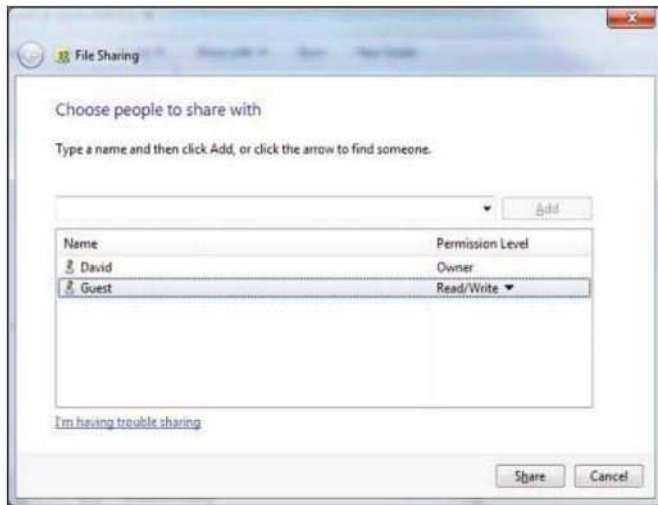 File Sharing
Choose people to share with
Type a name and then click Add, or click the arrow to find someone.
Add
Name Permission Level
David Owner
Guest Read/Write
I'm having trouble sharing
Share Cancel